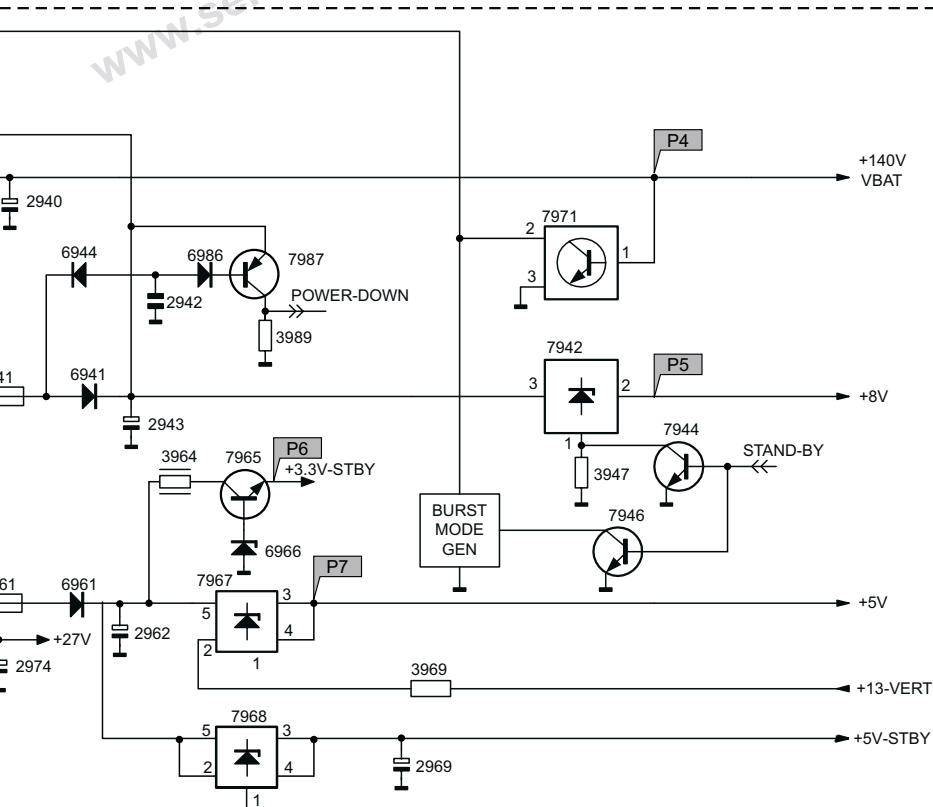 www.se
P4
+140V
VBAT
2940
7971
2
1
3
6944
6986
7987
2942
POWER-DOWN
3989
7942
P5
41
6941
3
2
+8V
2943
7944
1
STAND-BY
3964
7965
P6
+3.3V-STBY
3947
BURST
MODE
GEN
7946
6966
P7
61
6961
7967
3
5
+5V
2962
4
+27V
2
1
2974
3969
+13-VERT
7968
5
3
+5V-STBY
2
4
2969
1